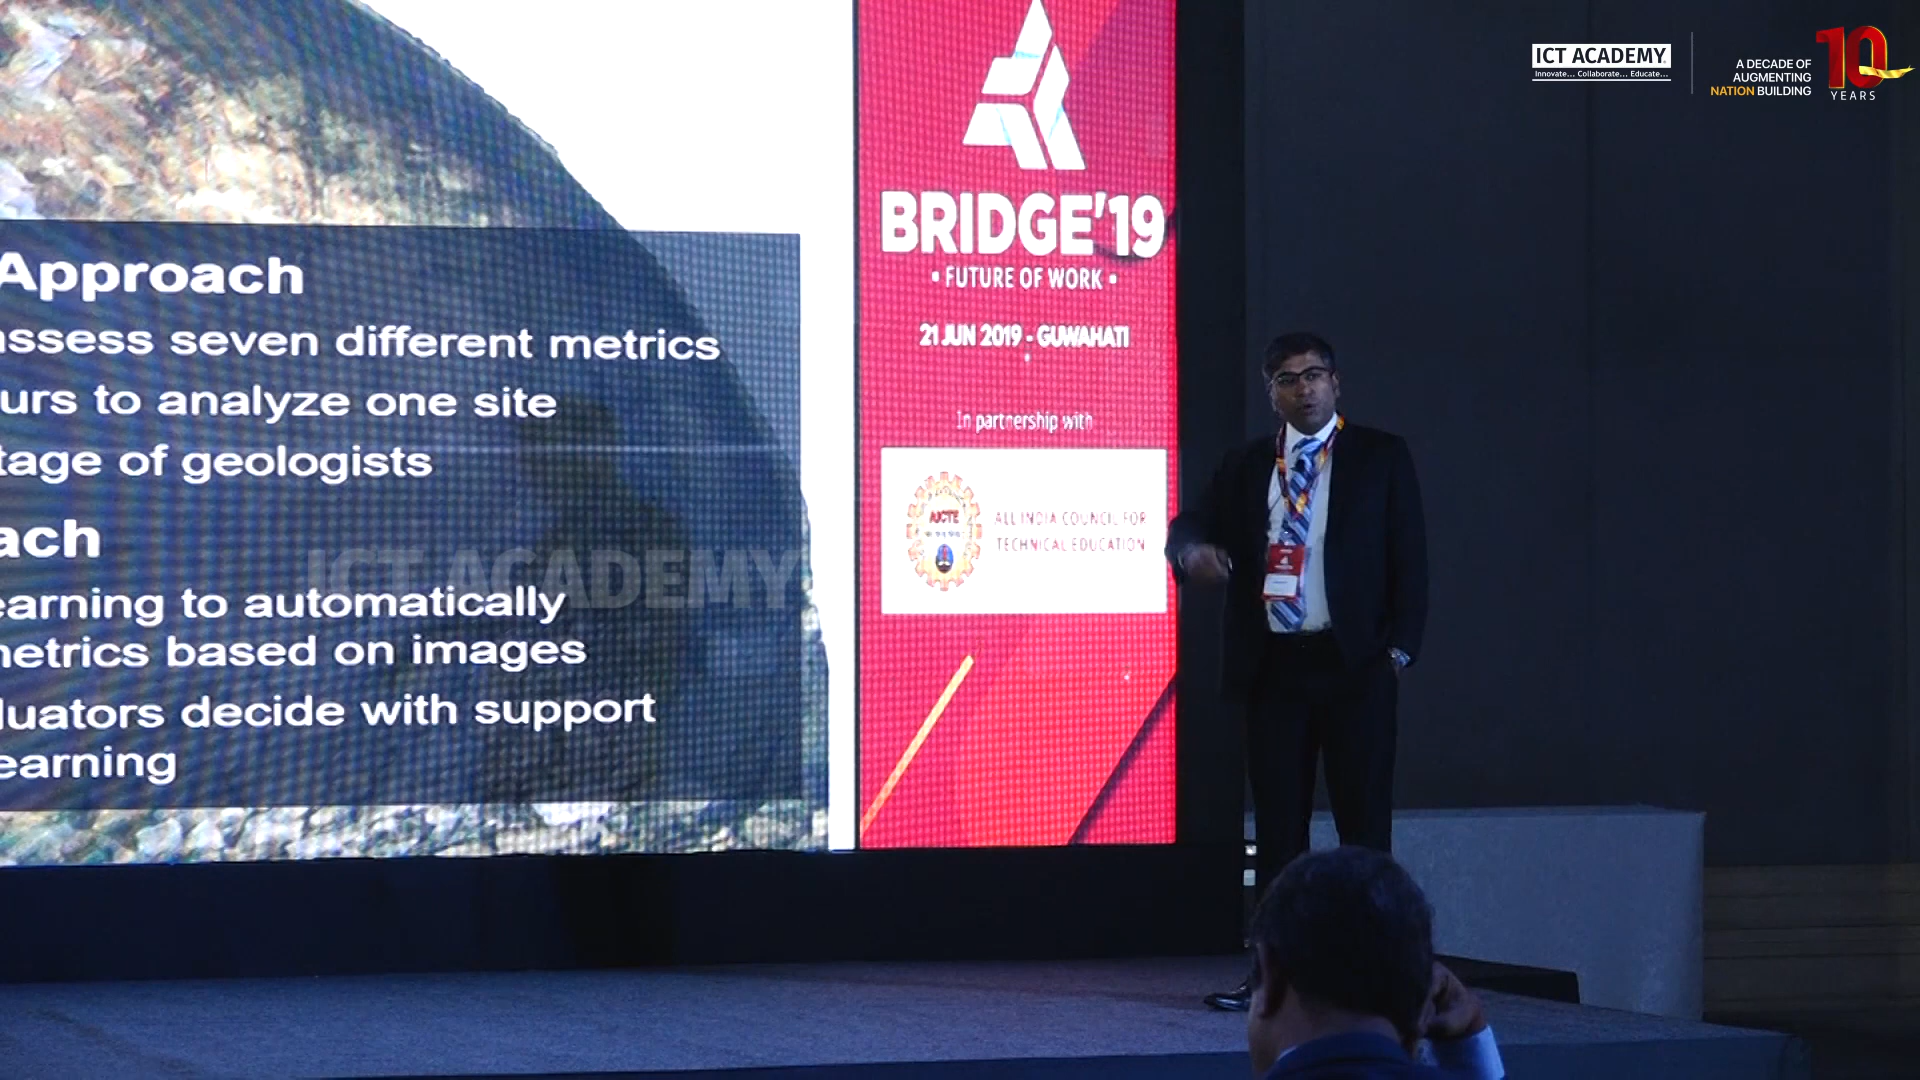 Approach
assess seven different metrics
urs to analyze one site
tage of geologists
ach
earning to automatically
metrics based on images
luators decide with support
earning
ICT ACADEMY
BRIDGE'19
• FUTURE OF WORK •
21 JUN 2019 - GUWAHATI
In partnership with
AICTE
ALL INDIA COUNCIL FOR
TECHNICAL EDUCATION
ICT ACADEMY
Innovate... Collaborate... Educate...
A DECADE OF
AUGMENTING
NATION BUILDING
10
YEARS